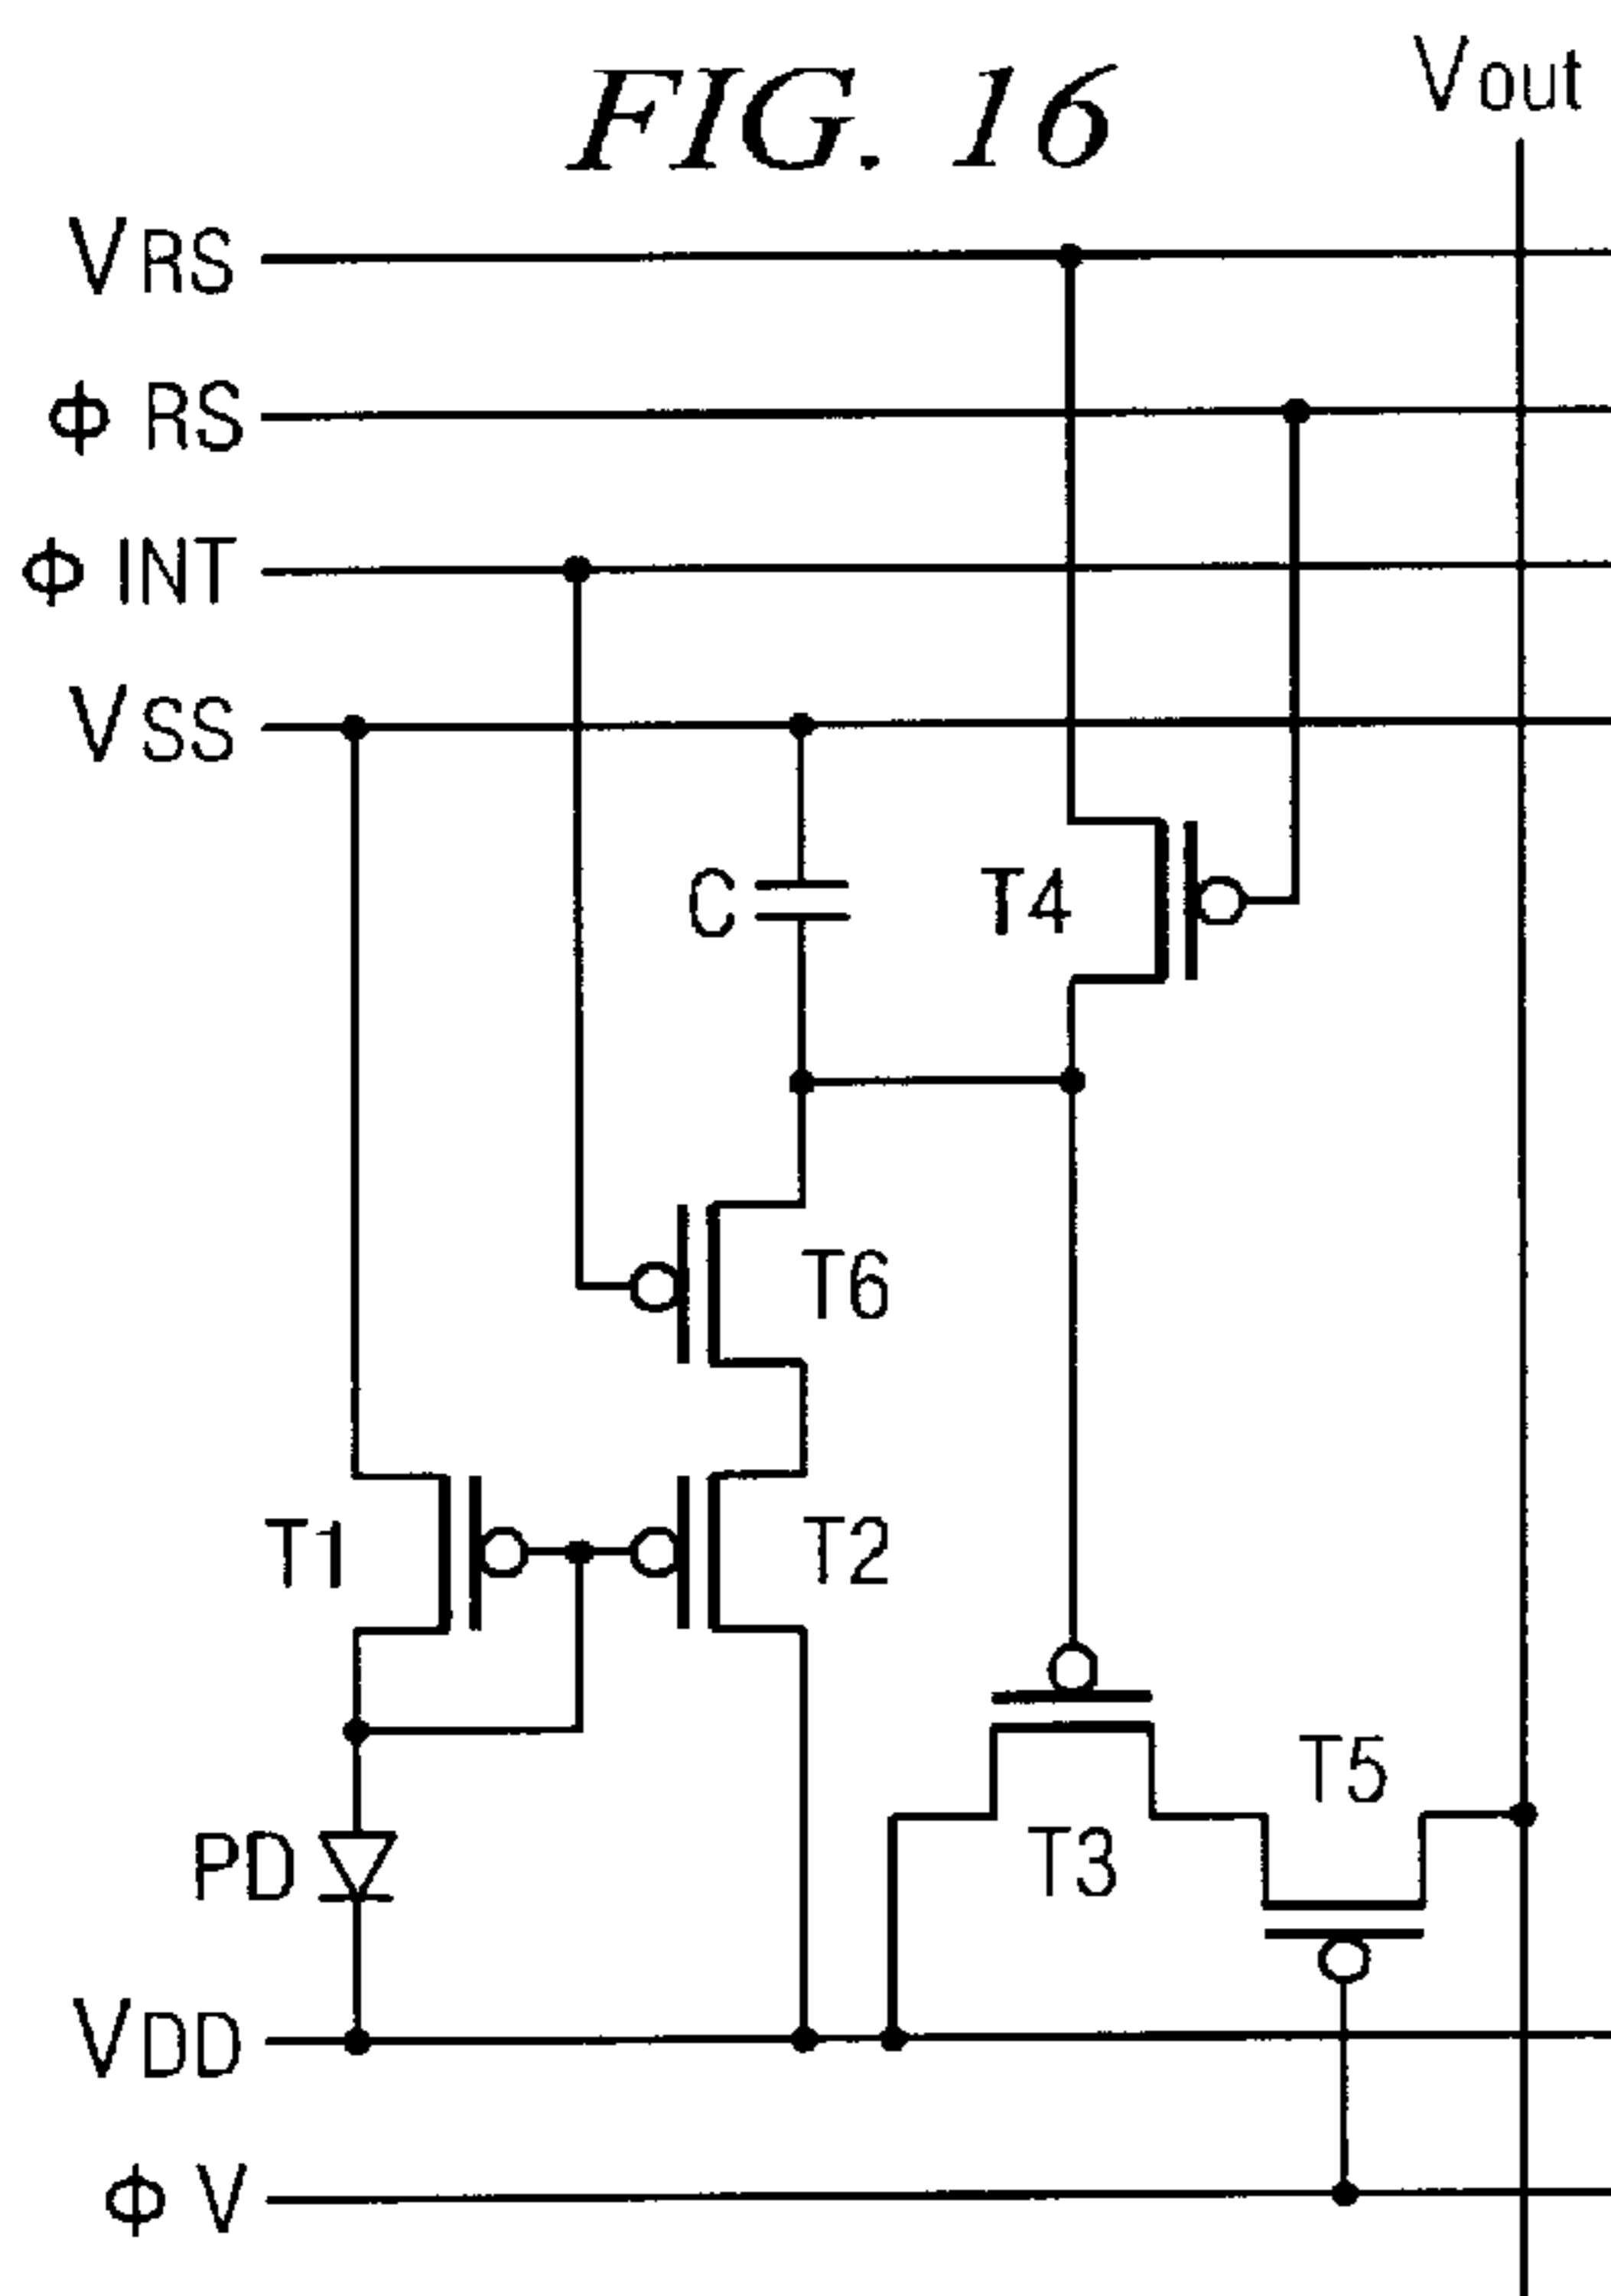 FIG. 16
Vout
VRS
ϕ RS
ϕ INT
VSS
C
T4
T6
T1
T2
T5
T3
PD
VDD
ϕ V